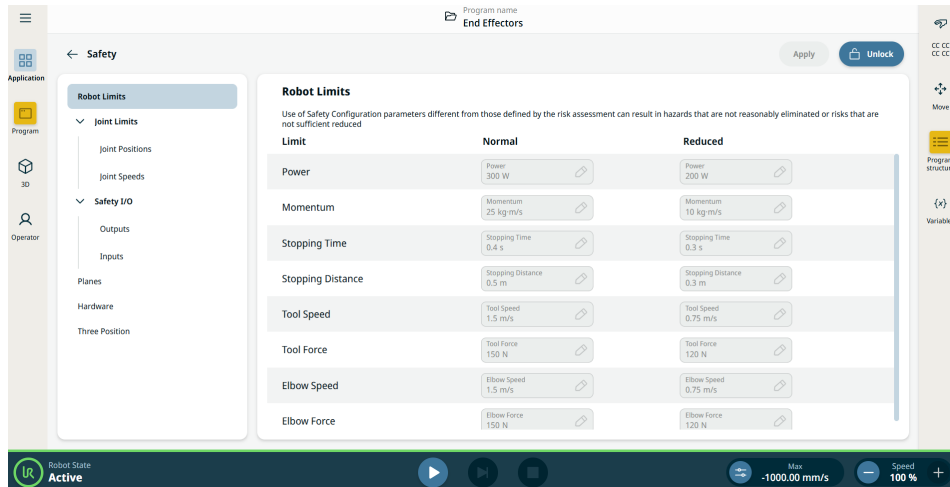 Program name
End Effectors
Application
Program
3D
Operator
Safety
Apply
Unlock
Robot Limits
Joint Limits
Joint Positions
Joint Speeds
Safety I/O
Outputs
Inputs
Planes
Hardware
Three Position
Robot Limits
Use of Safety Configuration parameters different from those defined by the risk assessment can result in hazards that are not reasonably eliminated or risks that are
not sufficient reduced
Limit Normal Reduced
Power Power 300 W Power 200 W
Momentum Momentum 25 kg·m/s Momentum 10 kg·m/s
Stopping Time Stopping Time 0.4 s Stopping Time 0.3 s
Stopping Distance Stopping Distance 0.5 m Stopping Distance 0.3 m
Tool Speed Tool Speed 1.5 m/s Tool Speed 0.75 m/s
Tool Force Tool Force 150 N Tool Force 120 N
Elbow Speed Elbow Speed 1.5 m/s Elbow Speed 0.75 m/s
Elbow Force Elbow Force 150 N Elbow Force 120 N
CC CC
CC CC
Move
Program
structur
{x}
Variable
UR
Robot State
Active
Max
-1000.00 mm/s
Speed
100 %